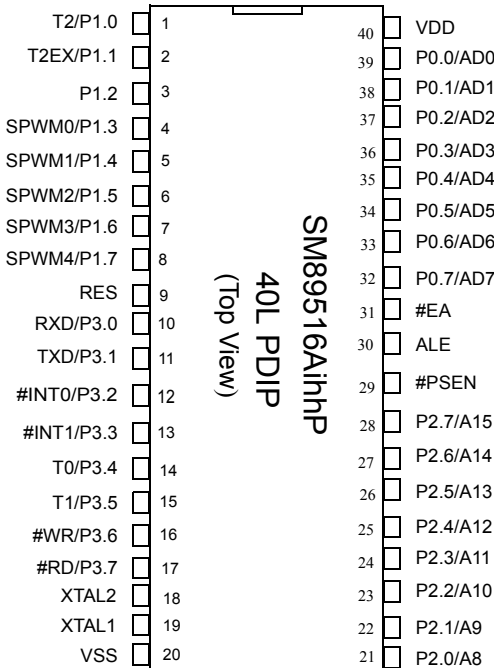 T2/P1.0 1
T2EX/P1.1 2
P1.2 3
SPWM0/P1.3 4
SPWM1/P1.4 5
SPWM2/P1.5 6
SPWM3/P1.6 7
SPWM4/P1.7 8
RES 9
RXD/P3.0 10
TXD/P3.1 11
#INT0/P3.2 12
#INT1/P3.3 13
T0/P3.4 14
T1/P3.5 15
#WR/P3.6 16
#RD/P3.7 17
XTAL2 18
XTAL1 19
VSS 20
SM89516AihhP
40L PDIP
(Top View)
40 VDD
39 P0.0/AD0
38 P0.1/AD1
37 P0.2/AD2
36 P0.3/AD3
35 P0.4/AD4
34 P0.5/AD5
33 P0.6/AD6
32 P0.7/AD7
31 #EA
30 ALE
29 #PSEN
28 P2.7/A15
27 P2.6/A14
26 P2.5/A13
25 P2.4/A12
24 P2.3/A11
23 P2.2/A10
22 P2.1/A9
21 P2.0/A8